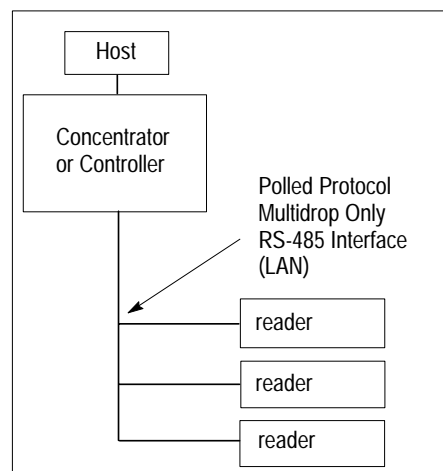 Host
Concentrator
or Controller
Polled Protocol
Multidrop Only
RS-485 Interface
(LAN)
reader
reader
reader